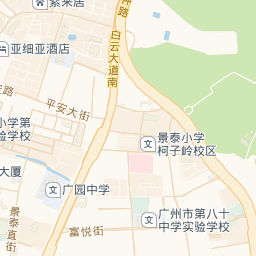 紫来居
亚细亚酒店
白云大道南
平安大街
小学第
验学校
景泰小学
柯子岭校区
大厦
文 广园中学
文
文 广州市第八十
中学实验学校
景泰直街
富悦街